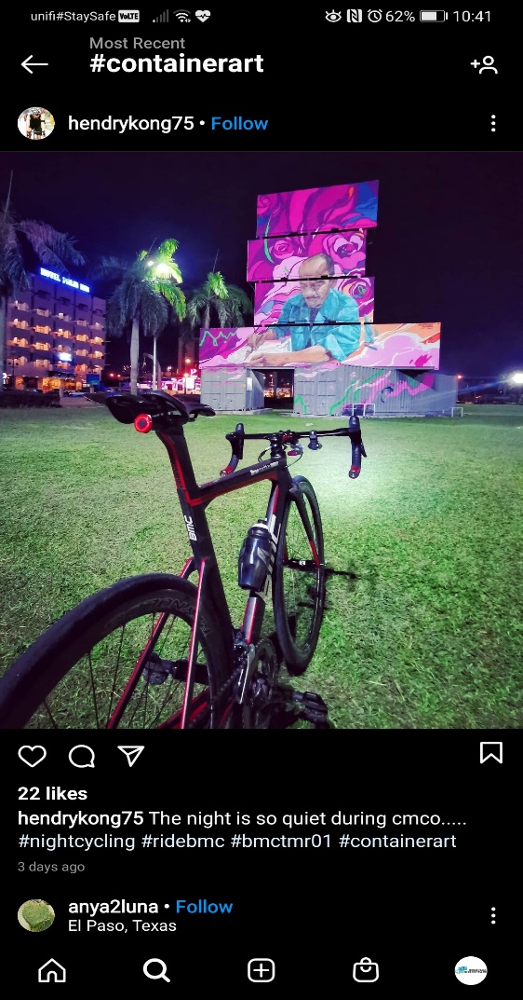 unifi#StaySafe VoLTE 62% 10:41
Most Recent
#containerart
hendrykong75 • Follow
HOTEL
BMC
22 likes
hendrykong75 The night is so quiet during cmco.....
#nightcycling #ridebmc #bmctmr01 #containerart
3 days ago
anya2luna • Follow
El Paso, Texas